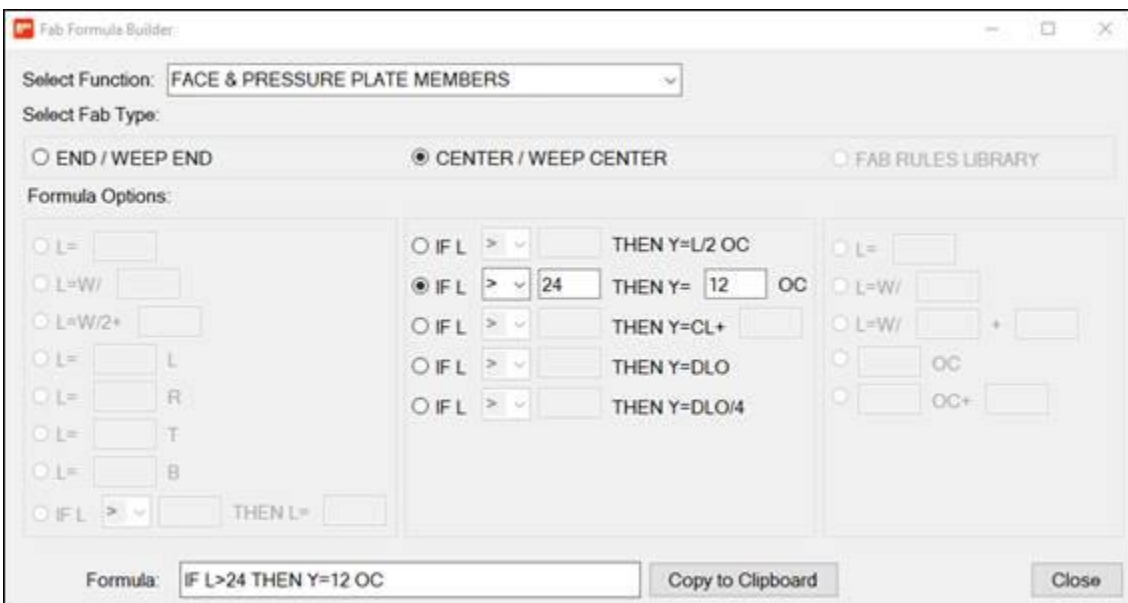 Fab Formula Builder
Select Function: FACE & PRESSURE PLATE MEMBERS
Select Fab Type:
END / WEEP END CENTER / WEEP CENTER FAB RULES LIBRARY
Formula Options:
L=
L=W/
L=W/2+
L= L
L= R
L= T
L= B
IF L > THEN L=
IF L > THEN Y=L/2 OC
IF L > 24 THEN Y= 12 OC
IF L > THEN Y=CL+
IF L > THEN Y=DLO
IF L > THEN Y=DLO/4
L=
L=W/
L=W/ +
OC
OC+
Formula: IF L>24 THEN Y=12 OC Copy to Clipboard Close